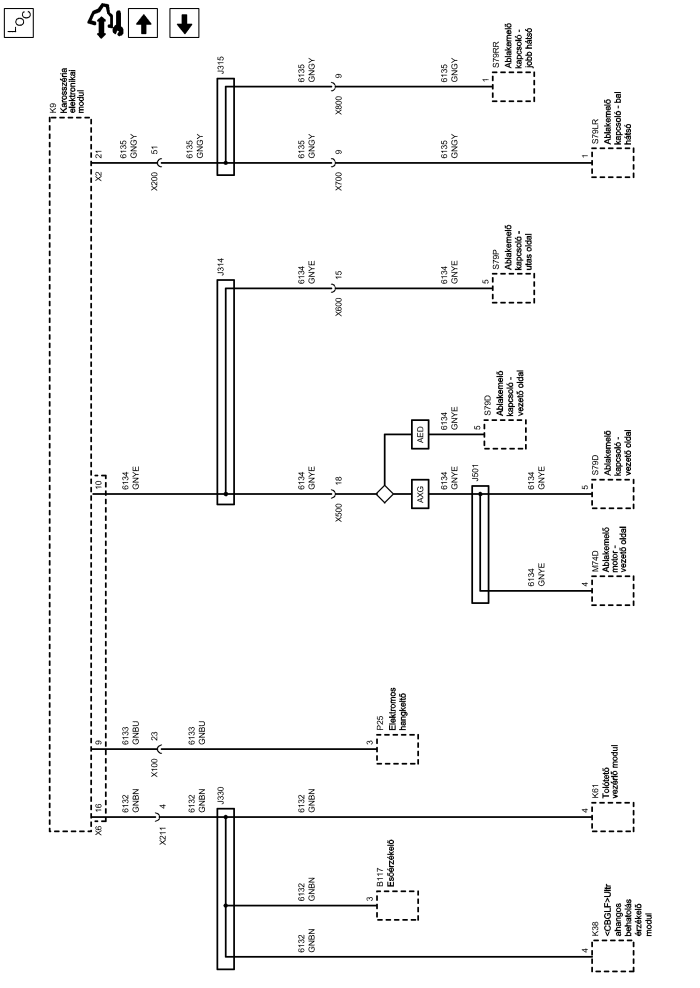 LOC
K9
Karosszéria
elektronikai
modul
X2
21
6135
GNGY
51
X200
6135
GNGY
J315
6135
GNGY
9
X800
6135
GNGY
1
S79RR
Ablakemelő
kapcsoló -
jobb hátsó
6135
GNGY
9
X700
6135
GNGY
1
S79LR
Ablakemelő
kapcsoló - bal
hátsó
10
6134
GNYE
J314
6134
GNYE
15
X600
6134
GNYE
5
S79P
Ablakemelő
kapcsoló -
utas oldal
6134
GNYE
18
X500
AED
6134
GNYE
5
S79D
Ablakemelő
kapcsoló -
vezető oldal
AXG
6134
GNYE
J501
6134
GNYE
5
S79D
Ablakemelő
kapcsoló -
vezető oldal
6134
GNYE
4
M74D
Ablakemelő
motor -
vezető oldal
9
6133
GNBU
23
X100
6133
GNBU
3
P25
Elektromos
hangkeltő
X6
16
6132
GNBN
4
X211
6132
GNBN
J330
6132
GNBN
4
K61
Tolótető
vezérlő modul
6132
GNBN
3
B117
Esőérzékelő
6132
GNBN
4
K38
<CBGLF>Ultr
ahangos
behatolás
érzékelő
modul